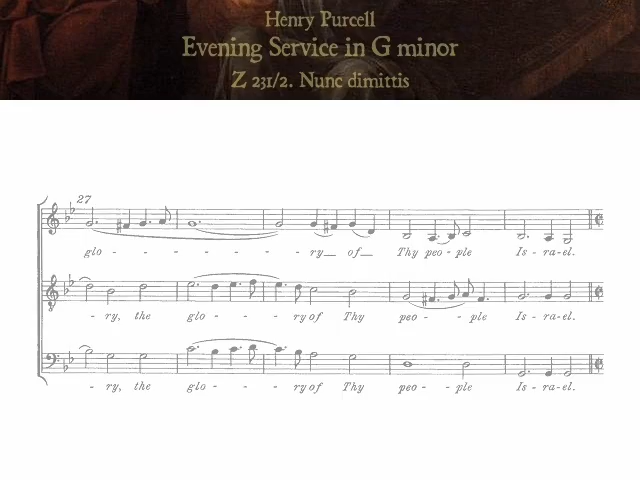 Henry Purcell
Evening Service in G minor
Z 231/2. Nunc dimittis
27
glo - - - - - - ry of Thy peo - ple Is - ra - el.
- ry, the glo - - - ry of Thy peo - - ple Is - ra - el.
- ry, the glo - - - ry of Thy peo - - ple Is - ra - el.